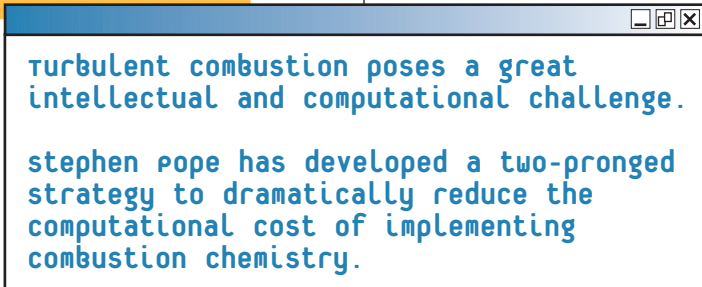 Turbulent combustion poses a great
intellectual and computational challenge.
stephen Pope has developed a two-pronged
strategy to dramatically reduce the
computational cost of implementing
combustion chemistry.